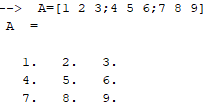 --> A=[1 2 3;4 5 6;7 8 9]
A =
1. 2. 3.
4. 5. 6.
7. 8. 9.